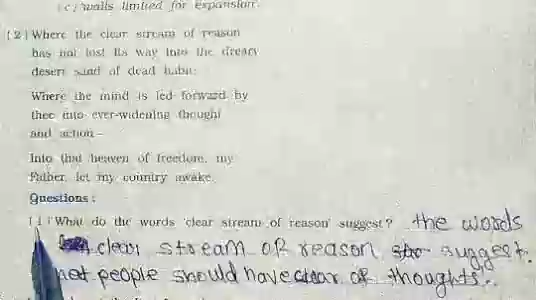 (c) walls limited for expansion.
(2) Where the clear stream of reason
has not lost its way into the dreary
desert sand of dead habit;
Where the mind is led forward by
thee into ever-widening thought
and action –
Into that heaven of freedom, my
Father, let my country awake.
Questions :
(1) What do the words 'clear stream of reason' suggest? the words
clear stream of reason suggest.
people should have clear of thoughts.